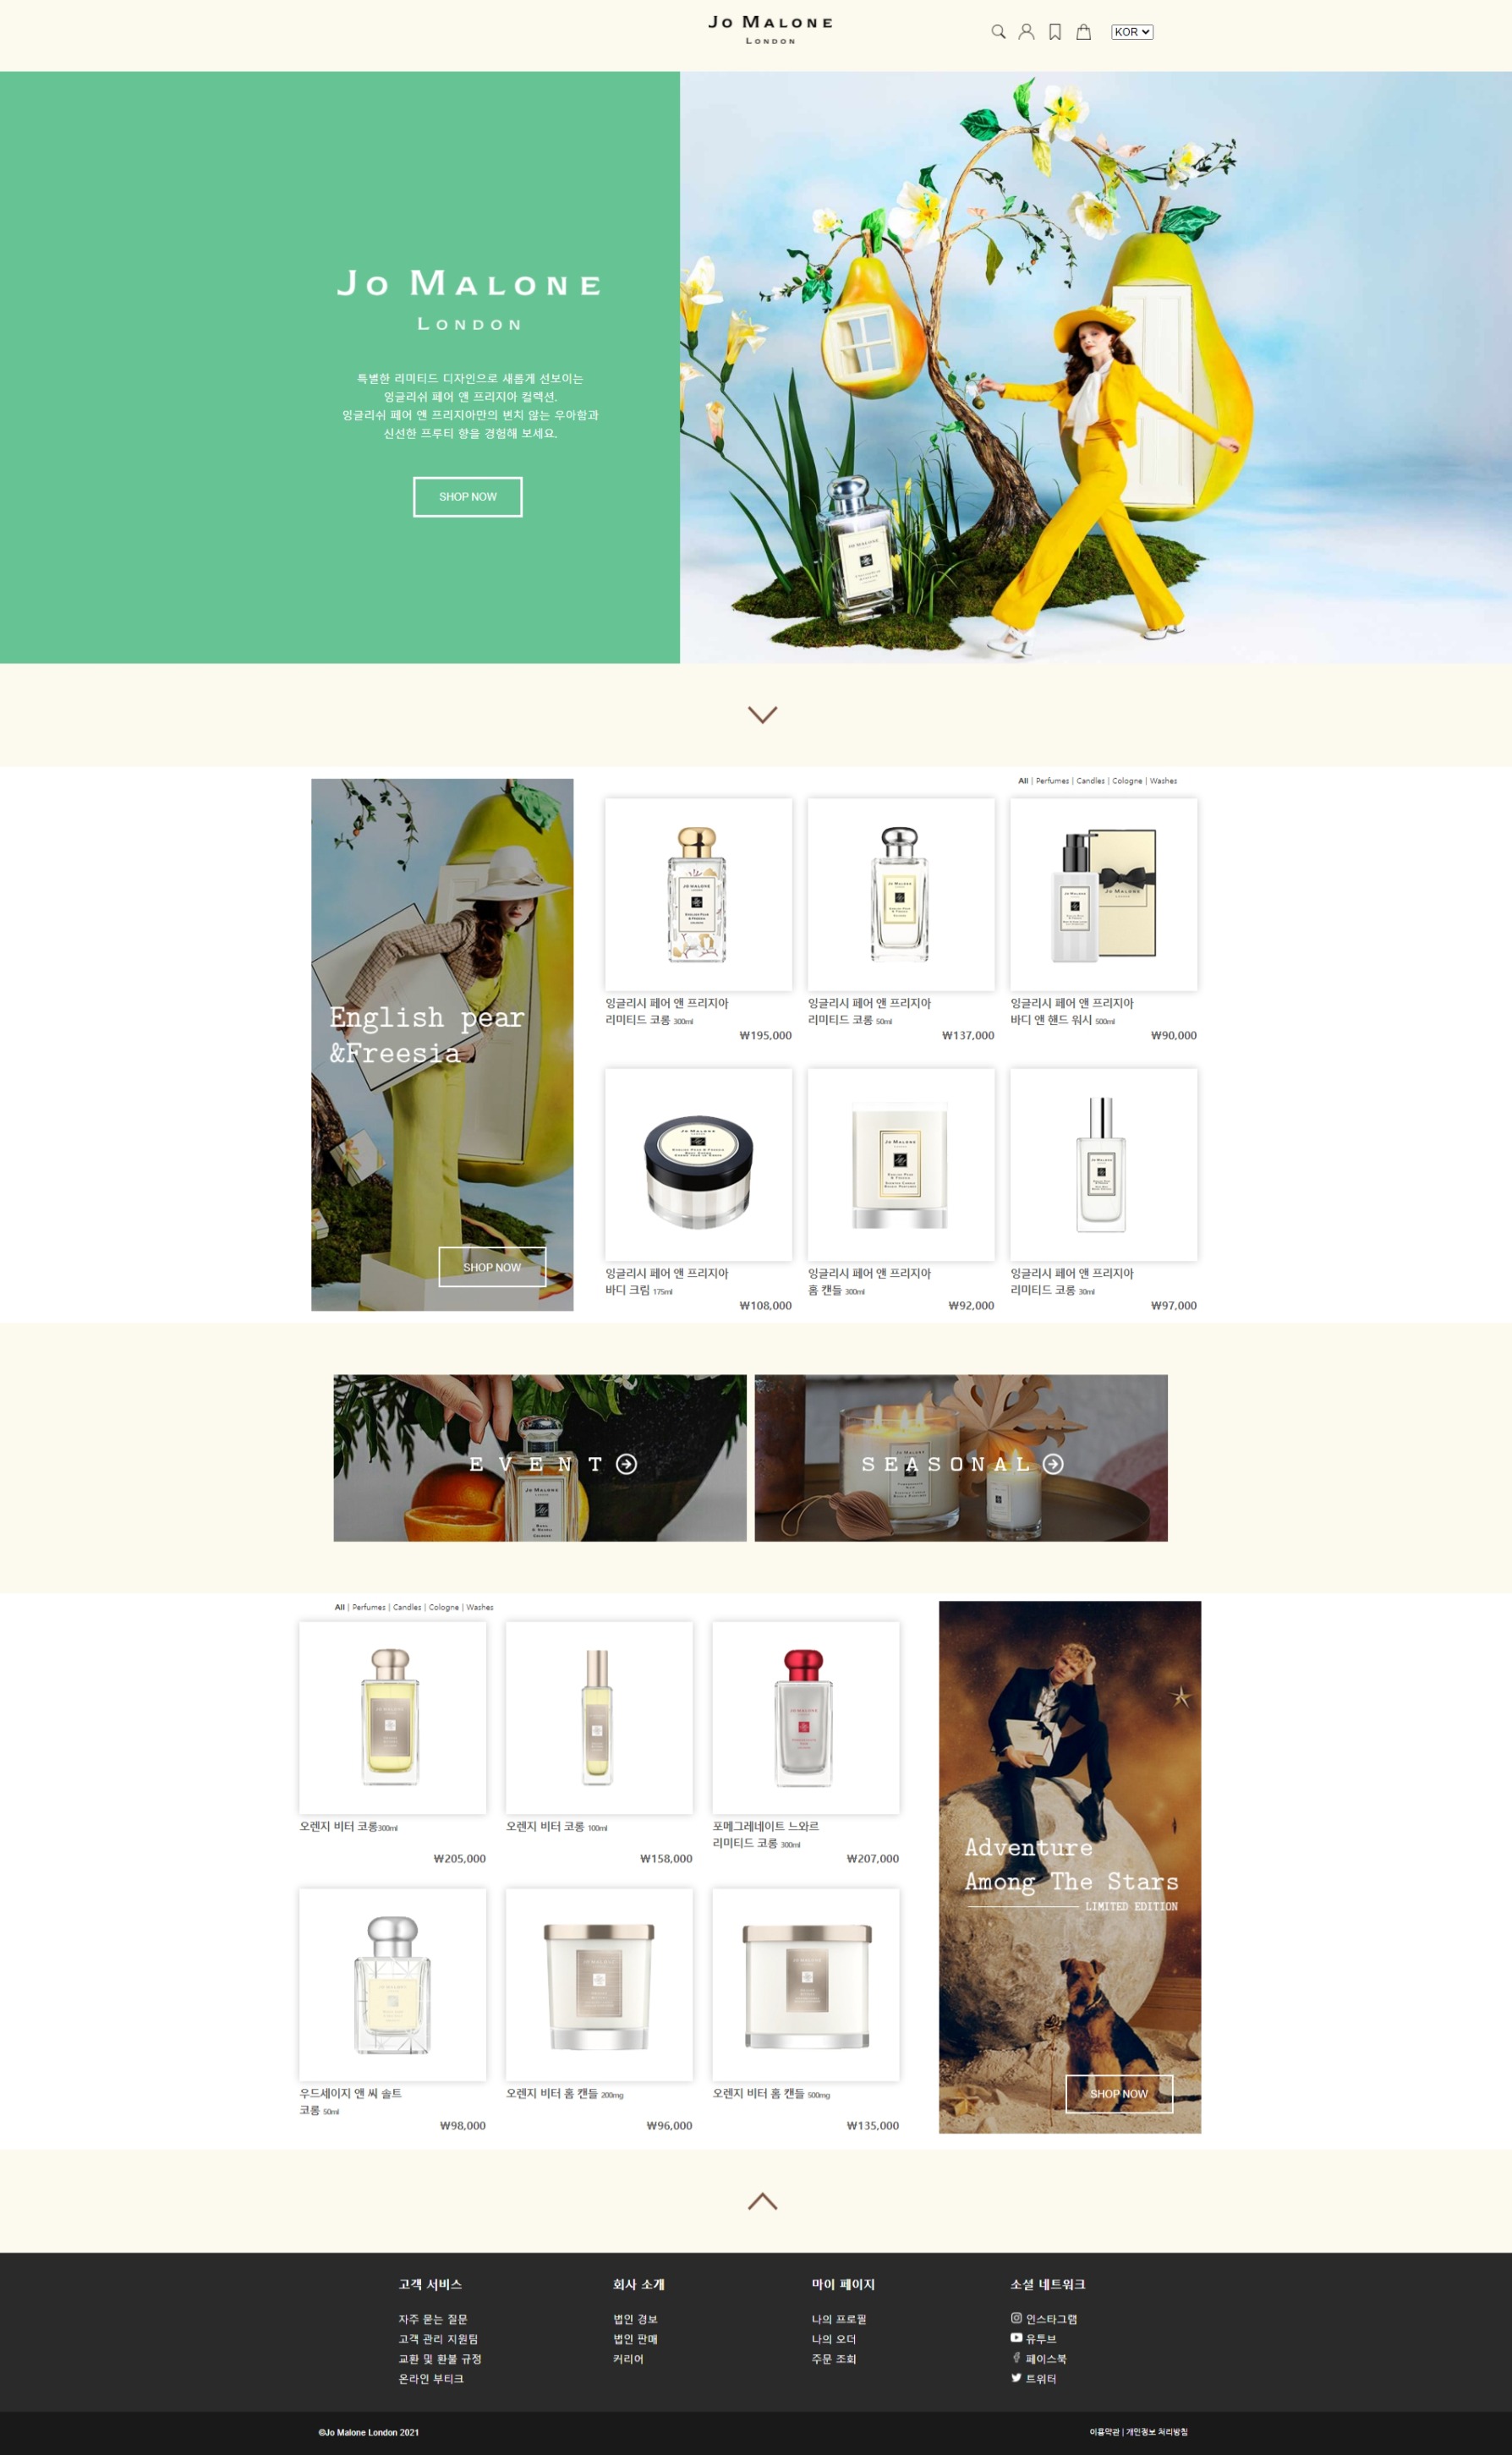 JO MALONE
LONDON
KOR
JO MALONE
LONDON
특별한 리미티드 디자인으로 새롭게 선보이는
잉글리쉬 페어 앤 프리지아 컬렉션.
잉글리쉬 페어 앤 프리지아만의 변치 않는 우아함과
신선한 프루티 향을 경험해 보세요.
SHOP NOW
JO MALONE
All | Perfumes | Candles | Cologne | Washes
English pear
&Freesia
SHOP NOW
JO MALONE
JO MALONE
JO MALONE
잉글리시 페어 앤 프리지아
리미티드 코롱 300ml
₩195,000
잉글리시 페어 앤 프리지아
리미티드 코롱 50ml
₩137,000
잉글리시 페어 앤 프리지아
바디 앤 핸드 워시 500ml
₩90,000
JO MALONE
JO MALONE
잉글리시 페어 앤 프리지아
바디 크림 175ml
₩108,000
잉글리시 페어 앤 프리지아
홈 캔들 300ml
₩92,000
잉글리시 페어 앤 프리지아
리미티드 코롱 30ml
₩97,000
EVENT
JO MALONE
SEASONAL
JO MALONE
All | Perfumes | Candles | Cologne | Washes
오렌지 비터 코롱300ml
₩205,000
오렌지 비터 코롱 100ml
₩158,000
포메그레네이트 느와르
리미티드 코롱 300ml
₩207,000
우드세이지 앤 씨 솔트
코롱 50ml
₩98,000
오렌지 비터 홈 캔들 200mg
₩96,000
오렌지 비터 홈 캔들 500mg
₩135,000
Adventure
Among The Stars
LIMITED EDITION
SHOP NOW
고객 서비스
자주 묻는 질문
고객 관리 지원팀
교환 및 환불 규정
온라인 부티크
회사 소개
법인 경보
법인 판매
커리어
마이 페이지
나의 프로필
나의 오더
주문 조회
소셜 네트워크
인스타그램
유투브
페이스북
트위터
©Jo Malone London 2021
이용약관 | 개인정보 처리방침